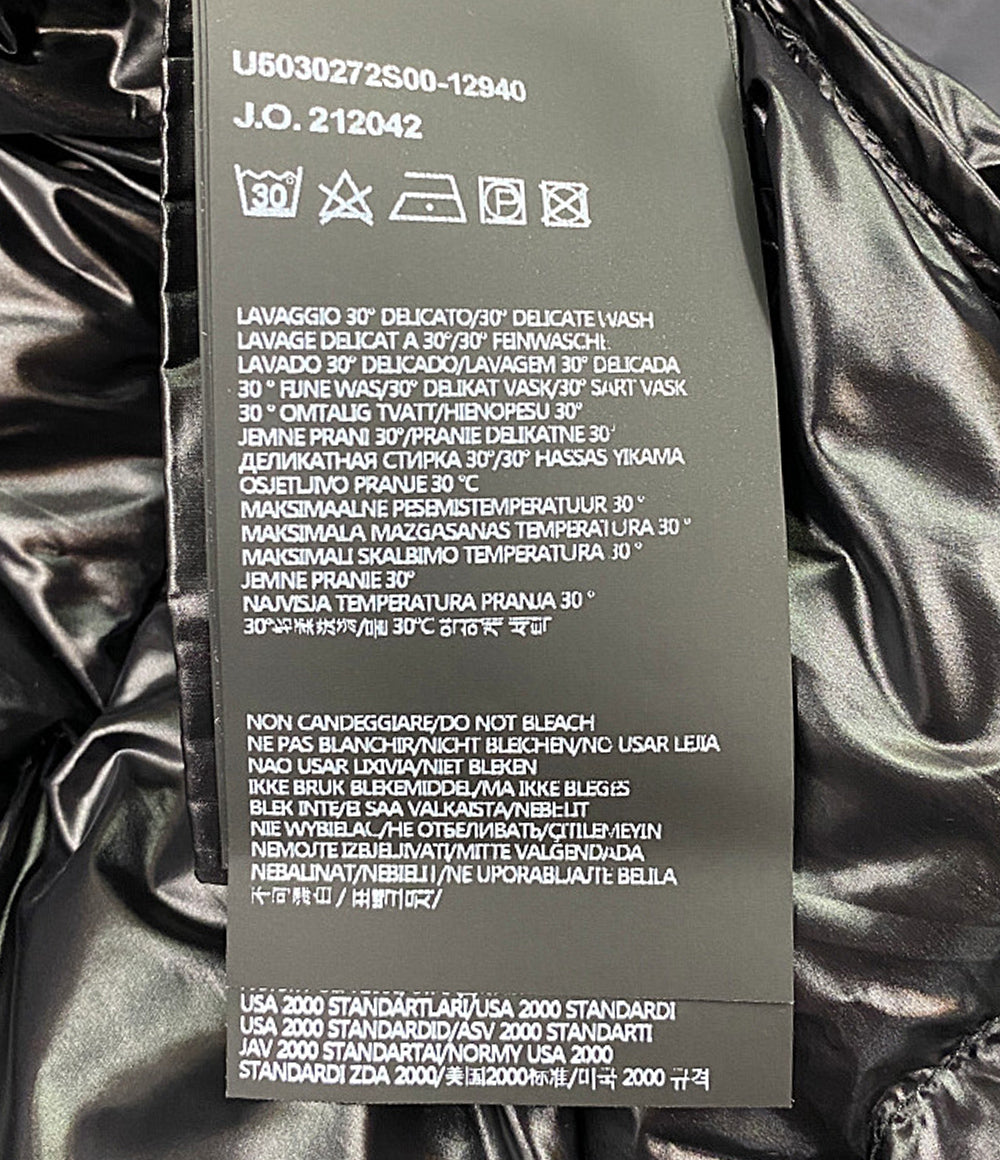 U5030272S00-12940
J.O. 212042
30
P
LAVAGGIO 30° DELICATO/30° DELICATE WASH
LAVAGE DELICAT A 30°/30° FEINWASCHE
LAVADO 30° DELICADO/LAVAGEM 30° DELICADA
30 ° FIJNE WAS/30° DELIKAT VASK/30° SART VASK
30 ° OMTALIG TVATT/HIENOPESU 30°
JEMNE PRANI 30°/PRANIE DELIKATNE 30°
ДЕЛИКАТНАЯ СТИРКА 30°/30° HASSAS YIKAMA
OSJETLJIVO PRANJE 30 °C
MAKSIMAALNE PESEMISTEMPERATUUR 30 °
MAKSIMALA MAZGASANAS TEMPERATURA 30 °
MAKSIMALI SKALBIMO TEMPERATURA 30 °
JEMNE PRANIE 30°
NAJVISJA TEMPERATURA PRANJA 30 °
30° 30°C
NON CANDEGGIARE/DO NOT BLEACH
NE PAS BLANCHIR/NICHT BLEICHEN/NO USAR LEJIA
NAO USAR LIXIVIA/NIET BLEKEN
IKKE BRUK BLEKEMIDDEL/MA IKKE BLEGES
BLEK INTE/EI SAA VALKAISTA/NEBELIT
NIE WYBIELAC/НЕ ОТБЕЛИВАТЬ/ÇITILEMEYIN
NEMOJTE IZBJELJIVATI/MITTE VALGENDADA
NEBALINAT/NEBIELIT/NE UPORABLJAJTE BELILA
USA 2000 STANDARTLARI/USA 2000 STANDARDI
USA 2000 STANDARDID/ASV 2000 STANDARTI
JAV 2000 STANDARTAI/NORMY USA 2000
STANDARDI ZDA 2000/美国2000标准/미국 2000 규격